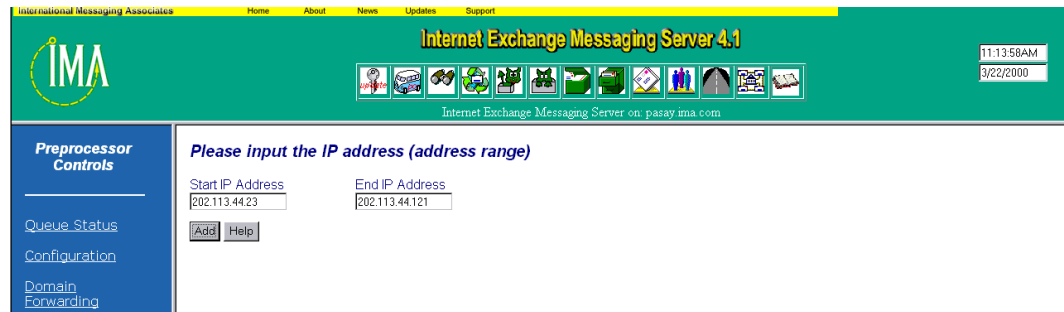 International Messaging Associates Home About News Updates Support
IMA
Internet Exchange Messaging Server 4.1
11:13:58AM
3/22/2000
update
Internet Exchange Messaging Server on: pasay.ima.com
Preprocessor
Controls
Please input the IP address (address range)
Start IP Address End IP Address
202.113.44.23 202.113.44.121
Add Help
Queue Status
Configuration
Domain
Forwarding